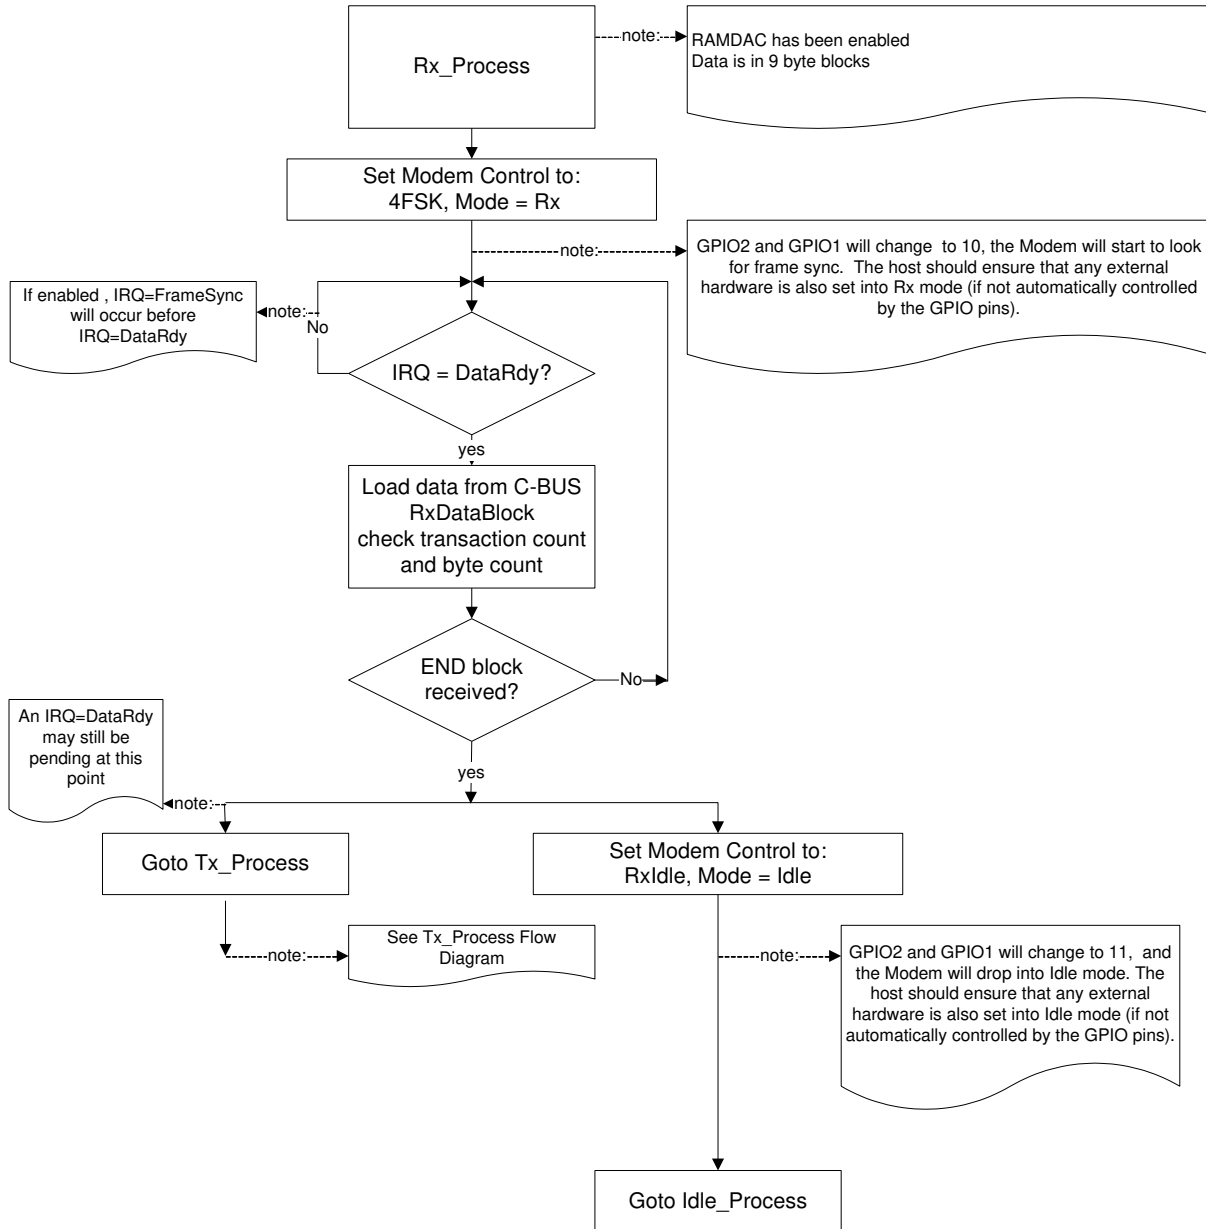 Rx_Process
note:
RAMDAC has been enabled
Data is in 9 byte blocks
Set Modem Control to:
4FSK, Mode = Rx
note:
GPIO2 and GPIO1 will change to 10, the Modem will start to look
for frame sync. The host should ensure that any external
hardware is also set into Rx mode (if not automatically controlled
by the GPIO pins).
If enabled , IRQ=FrameSync
will occur before
IRQ=DataRdy
note:
No
IRQ = DataRdy?
yes
Load data from C-BUS
RxDataBlock
check transaction count
and byte count
END block
received?
No
An IRQ=DataRdy
may still be
pending at this
point
yes
note:
Goto Tx_Process
Set Modem Control to:
RxIdle, Mode = Idle
note:
See Tx_Process Flow
Diagram
note:
GPIO2 and GPIO1 will change to 11, and
the Modem will drop into Idle mode. The
host should ensure that any external
hardware is also set into Idle mode (if not
automatically controlled by the GPIO pins).
Goto Idle_Process